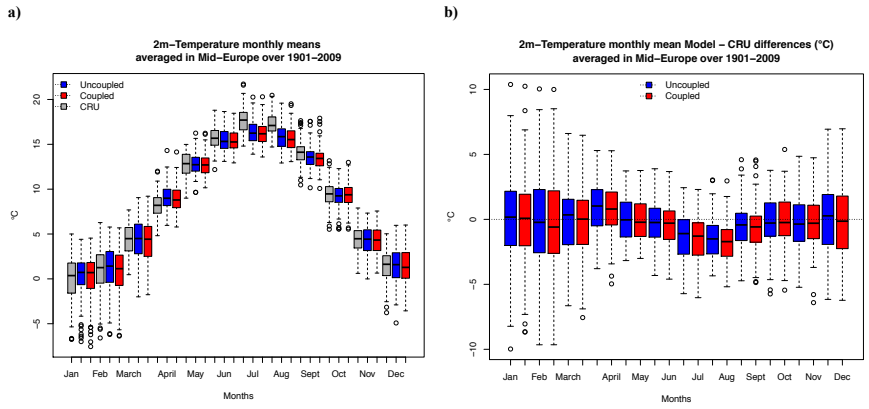 a)
2m−Temperature monthly means
averaged in Mid−Europe over 1901−2009
Uncoupled
Coupled
CRU
20
15
10
5
0
−5
°C
Jan Feb March April May Jun Jul Aug Sept Oct Nov Dec
Months
b)
2m−Temperature monthly mean Model − CRU differences (°C)
averaged in Mid−Europe over 1901−2009
Uncoupled
Coupled
10
5
0
−5
−10
°C
Jan Feb March April May Jun Jul Aug Sept Oct Nov Dec
Months